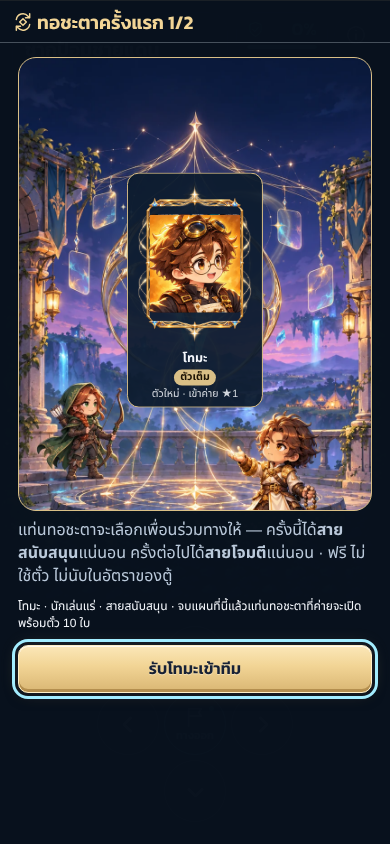 ทอชะตาครั้งแรก 1/2
โทมะ
ตัวเต็ม
ตัวใหม่ · เข้าค่าย ★1
แท่นทอชะตาจะเลือกเพื่อนร่วมทางให้ — ครั้งนี้ได้สาย
สนับสนุนแน่นอน ครั้งต่อไปได้สายโจมตีแน่นอน · ฟรี ไม่
ใช้ตั๋ว ไม่นับในอัตราของตู้
โทมะ · นักเล่นแร่ · สายสนับสนุน · จบแผนที่นี้แล้วแท่นทอชะตาที่ค่ายจะเปิด
พร้อมตั๋ว 10 ใบ
รับโทมะเข้าทีม